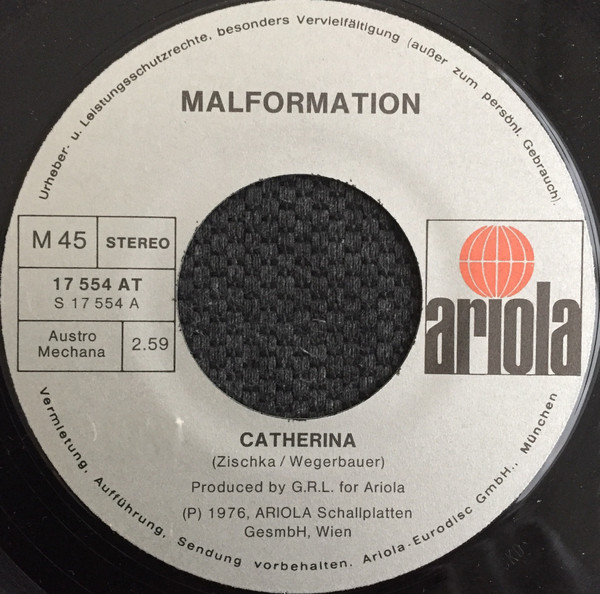 Urheber- u. Leistungsschutzrechte, besonders Vervielfältigung (außer zum persönl. Gebrauch),
MALFORMATION
M 45
STEREO
17 554 AT
S 17 554 A
Austro
Mechana
2.59
ariola
CATHERINA
(Zischka / Wegerbauer)
Produced by G.R.L. for Ariola
(P) 1976, ARIOLA Schallplatten
GesmbH, Wien
Vermietung, Aufführung, Sendung vorbehalten. Ariola-Eurodisc GmbH., München